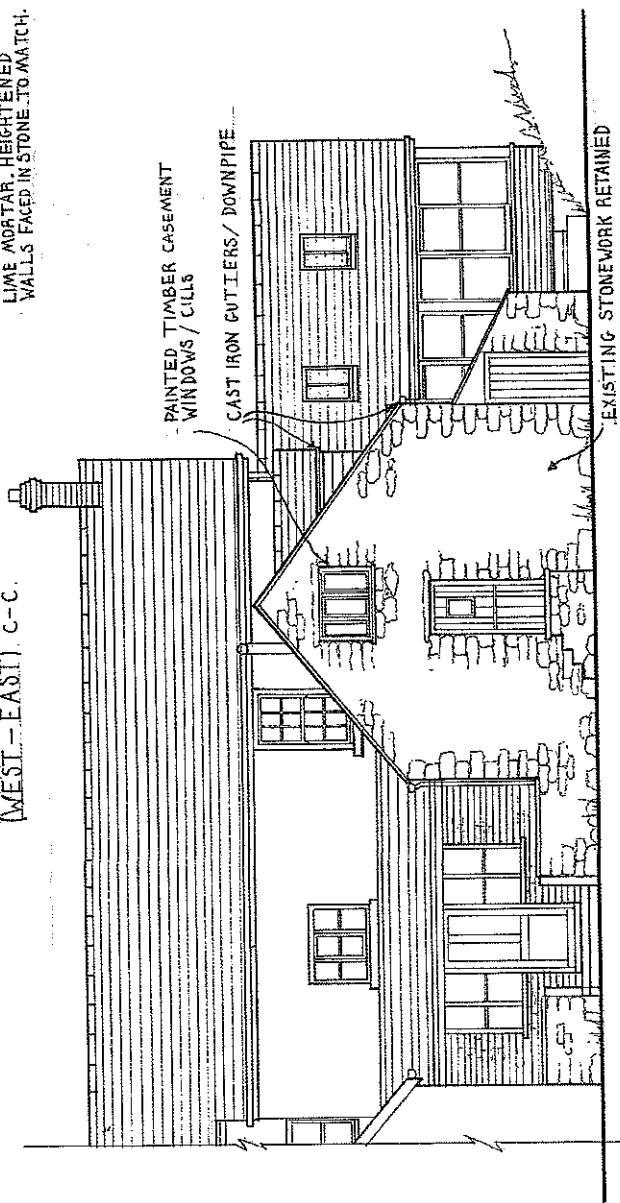 LIME MORTAR. HEIGHTENED
WALLS FACED IN STONE TO MATCH.
(WEST – EAST) C-C.
PAINTED TIMBER CASEMENT
WINDOWS / CILLS
CAST IRON GUTTERS / DOWNPIPE
EXISTING STONEWORK RETAINED